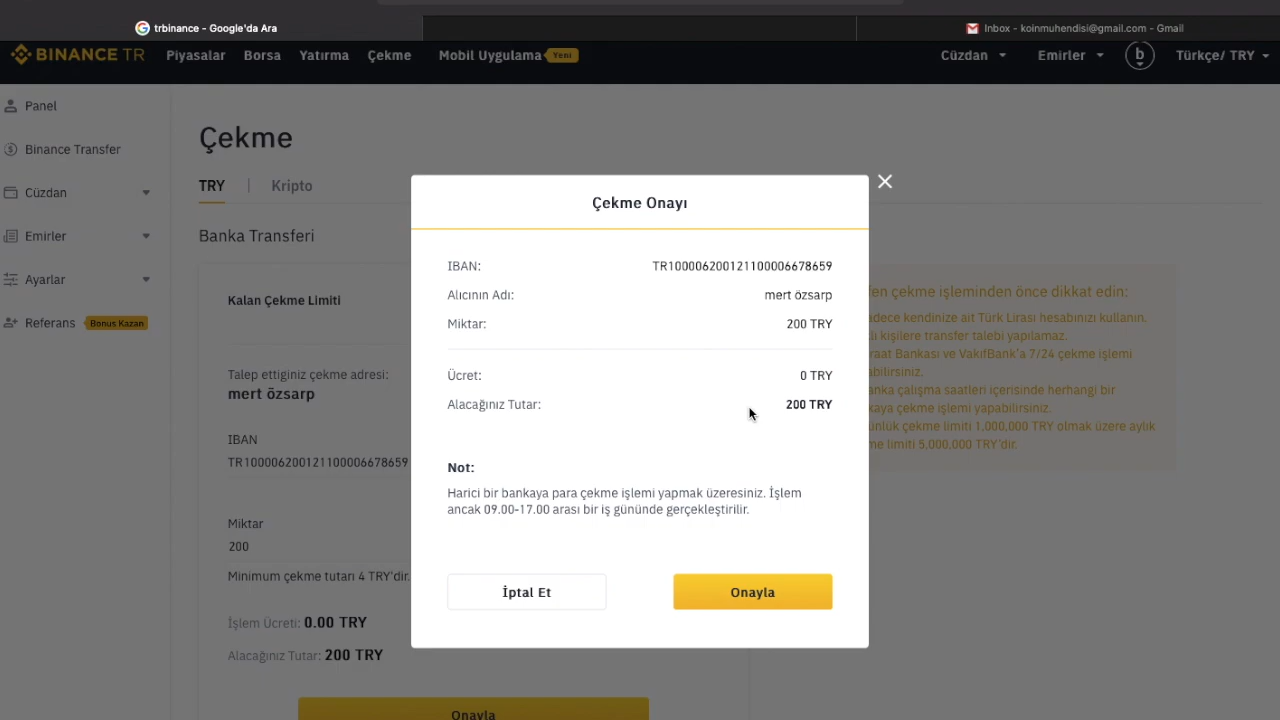 trbinance - Google'da Ara
Inbox - koinmuhendisi@gmail.com - Gmail
BINANCE TR
Piyasalar
Borsa
Yatırma
Çekme
Mobil Uygulama
Yeni
Cüzdan
Emirler
b
Türkçe/ TRY
Panel
Binance Transfer
Cüzdan
Emirler
Ayarlar
Referans
Bonus Kazan
Çekme
TRY
Kripto
Banka Transferi
Kalan Çekme Limiti
Talep ettiginiz çekme adresi:
mert özsarp
IBAN
TR100006200121100006678659
Miktar
200
Minimum çekme tutarı 4 TRY'dir.
İşlem Ücreti: 0.00 TRY
Alacağınız Tutar: 200 TRY
Onayla
Çekme Onayı
IBAN: TR100006200121100006678659
Alıcının Adı: mert özsarp
Miktar: 200 TRY
Ücret: 0 TRY
Alacağınız Tutar: 200 TRY
Not:
Harici bir bankaya para çekme işlemi yapmak üzeresiniz. İşlem
ancak 09.00-17.00 arası bir iş gününde gerçekleştirilir.
İptal Et
Onayla
çekme işleminden önce dikkat edin:
kendinize ait Türk Lirası hesabınızı kullanın.
kişilere transfer talebi yapılamaz.
Bankası ve VakıfBank'a 7/24 çekme işlemi
çalışma saatleri içerisinde herhangi bir
çekme işlemi yapabilirsiniz.
çekme limiti 1,000,000 TRY olmak üzere aylık
limiti 5,000,000 TRY'dir.